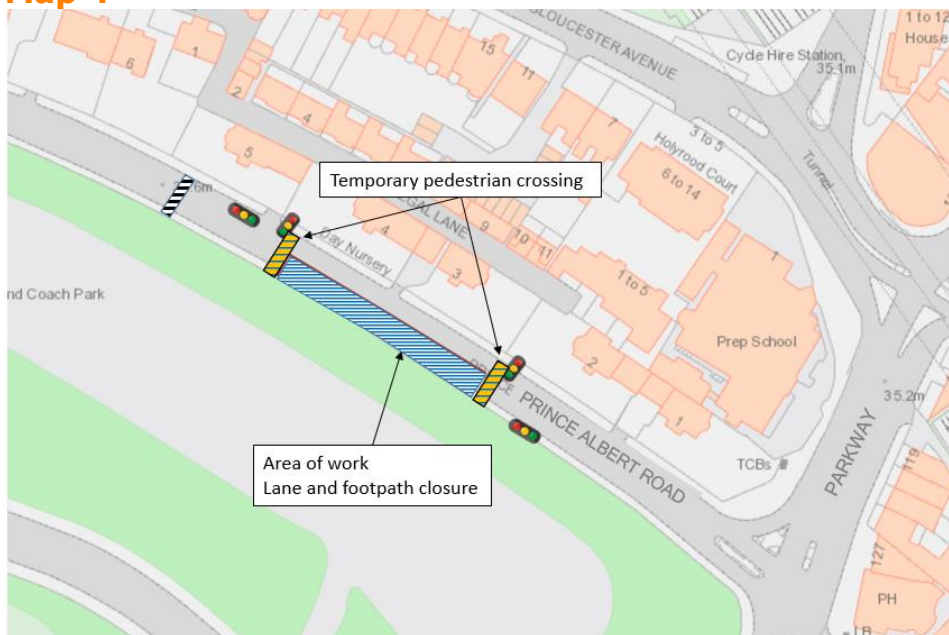 GLOUCESTER AVENUE
1 to 12
House
Cycle Hire Station
35.1m
15
11
1
6
2
4
7
3 to 5
Holyrood Court
6 to 14
Tunnel
5
Temporary pedestrian crossing
6m
9
10
11
Day Nursery
4
3
1 to 5
1
Prep School
nd Coach Park
2
1
PRINCE ALBERT ROAD
35.2m
PARKWAY
119
TCBs
Area of work
Lane and footpath closure
127
PH
LB